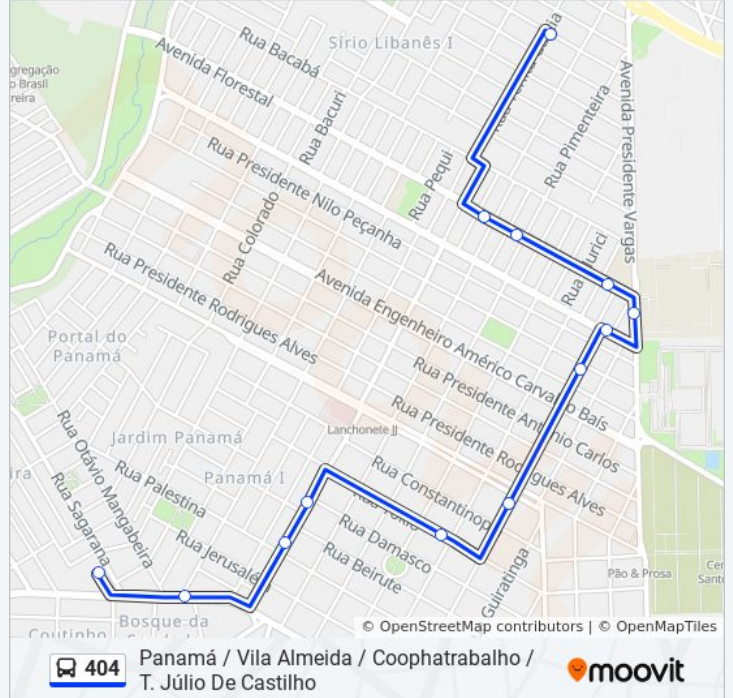 Sírio Libanês I
Rua Bacabá
Avenida Florestal
Rua Bacuri
Rua Pimenteira
Avenida Presidente Vargas
Rua Presidente Nilo Peçanha
Rua Pequi
Rua Colorado
Rua Jurici
Avenida Engenheiro Américo Carvalho Baís
Rua Presidente Rodrigues Alves
Portal do
Panamá
Rua Presidente Antônio Carlos
Rua Presidente Rodrigues Alves
Lanchonete JJ
Jardim Panamá
Panamá I
Rua Otávio Mangabeira
Rua Palestina
Rua Sagarana
Rua Constantinop
Rua Jerusalé
Rua Damasco
Rua Beirute
Guiratinga
Pão & Prosa
Coutinho
Bosque da
© OpenStreetMap contributors | © OpenMapTiles
404
Panamá / Vila Almeida / Coophatrabalho /
T. Júlio De Castilho
moovit